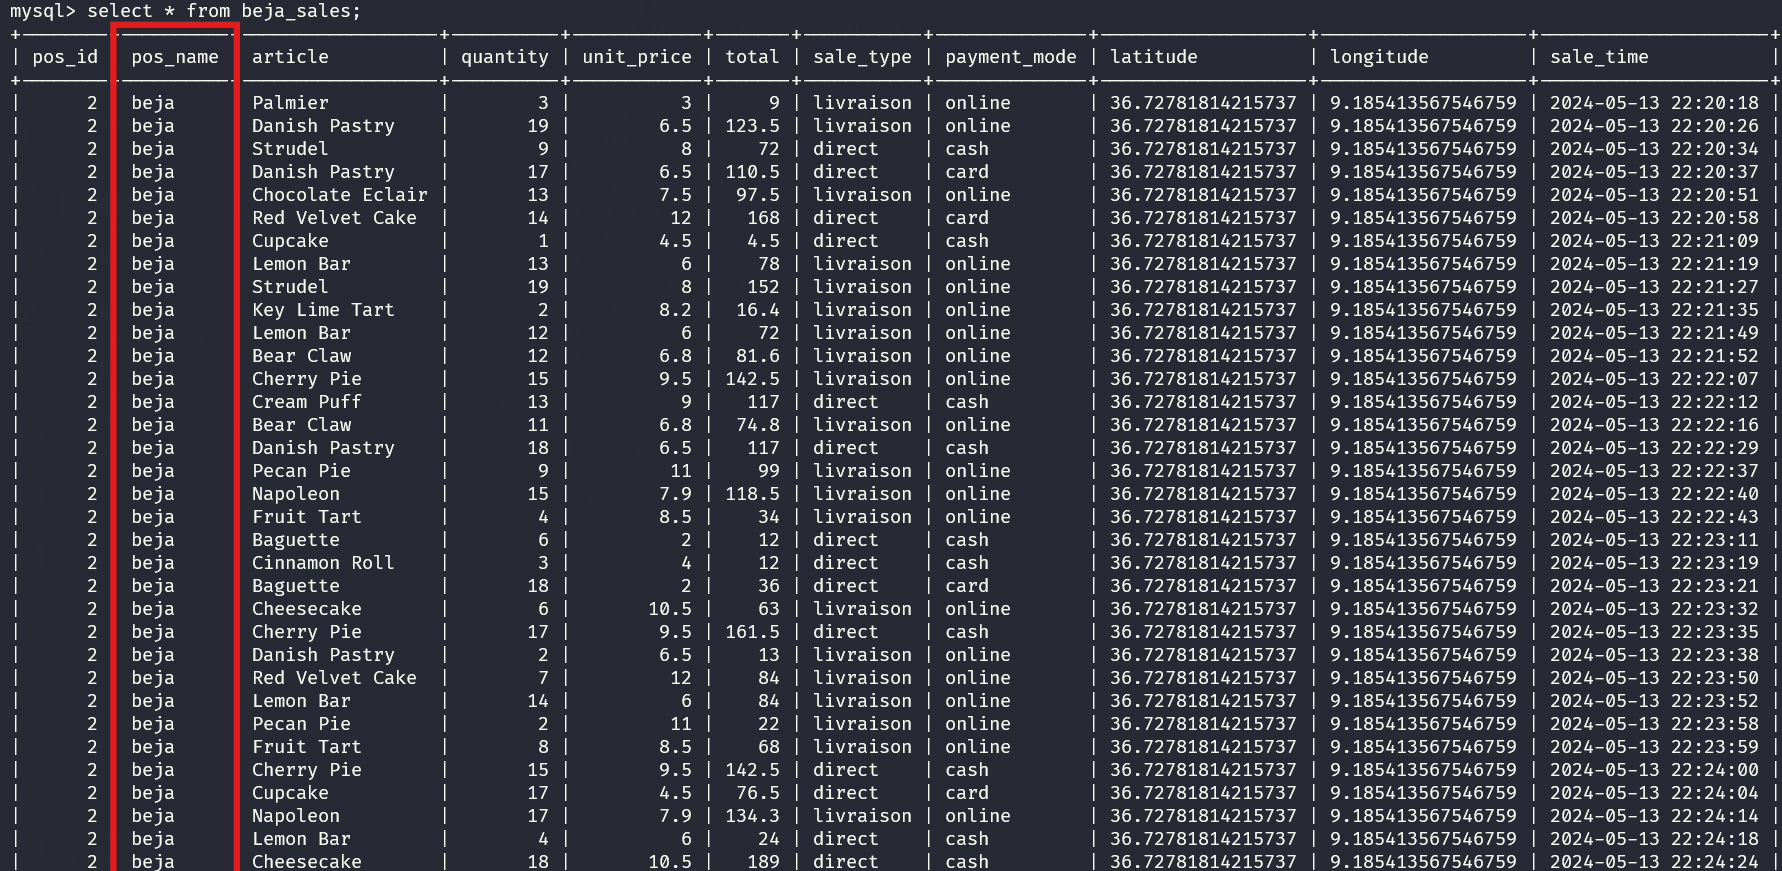 mysql> select * from beja_sales;
| pos_id | pos_name | article | quantity | unit_price | total | sale_type | payment_mode | latitude | longitude | sale_time |
| 2 | beja | Palmier | 3 | 3 | 9 | livraison | online | 36.72781814215737 | 9.185413567546759 | 2024-05-13 22:20:18 |
| 2 | beja | Danish Pastry | 19 | 6.5 | 123.5 | livraison | online | 36.72781814215737 | 9.185413567546759 | 2024-05-13 22:20:26 |
| 2 | beja | Strudel | 9 | 8 | 72 | direct | cash | 36.72781814215737 | 9.185413567546759 | 2024-05-13 22:20:34 |
| 2 | beja | Danish Pastry | 17 | 6.5 | 110.5 | direct | card | 36.72781814215737 | 9.185413567546759 | 2024-05-13 22:20:37 |
| 2 | beja | Chocolate Eclair | 13 | 7.5 | 97.5 | livraison | online | 36.72781814215737 | 9.185413567546759 | 2024-05-13 22:20:51 |
| 2 | beja | Red Velvet Cake | 14 | 12 | 168 | direct | card | 36.72781814215737 | 9.185413567546759 | 2024-05-13 22:20:58 |
| 2 | beja | Cupcake | 1 | 4.5 | 4.5 | direct | cash | 36.72781814215737 | 9.185413567546759 | 2024-05-13 22:21:09 |
| 2 | beja | Lemon Bar | 13 | 6 | 78 | livraison | online | 36.72781814215737 | 9.185413567546759 | 2024-05-13 22:21:19 |
| 2 | beja | Strudel | 19 | 8 | 152 | livraison | online | 36.72781814215737 | 9.185413567546759 | 2024-05-13 22:21:27 |
| 2 | beja | Key Lime Tart | 2 | 8.2 | 16.4 | livraison | online | 36.72781814215737 | 9.185413567546759 | 2024-05-13 22:21:35 |
| 2 | beja | Lemon Bar | 12 | 6 | 72 | livraison | online | 36.72781814215737 | 9.185413567546759 | 2024-05-13 22:21:49 |
| 2 | beja | Bear Claw | 12 | 6.8 | 81.6 | livraison | online | 36.72781814215737 | 9.185413567546759 | 2024-05-13 22:21:52 |
| 2 | beja | Cherry Pie | 15 | 9.5 | 142.5 | livraison | online | 36.72781814215737 | 9.185413567546759 | 2024-05-13 22:22:07 |
| 2 | beja | Cream Puff | 13 | 9 | 117 | direct | cash | 36.72781814215737 | 9.185413567546759 | 2024-05-13 22:22:12 |
| 2 | beja | Bear Claw | 11 | 6.8 | 74.8 | livraison | online | 36.72781814215737 | 9.185413567546759 | 2024-05-13 22:22:16 |
| 2 | beja | Danish Pastry | 18 | 6.5 | 117 | direct | cash | 36.72781814215737 | 9.185413567546759 | 2024-05-13 22:22:29 |
| 2 | beja | Pecan Pie | 9 | 11 | 99 | livraison | online | 36.72781814215737 | 9.185413567546759 | 2024-05-13 22:22:37 |
| 2 | beja | Napoleon | 15 | 7.9 | 118.5 | livraison | online | 36.72781814215737 | 9.185413567546759 | 2024-05-13 22:22:40 |
| 2 | beja | Fruit Tart | 4 | 8.5 | 34 | livraison | online | 36.72781814215737 | 9.185413567546759 | 2024-05-13 22:22:43 |
| 2 | beja | Baguette | 6 | 2 | 12 | direct | cash | 36.72781814215737 | 9.185413567546759 | 2024-05-13 22:23:11 |
| 2 | beja | Cinnamon Roll | 3 | 4 | 12 | direct | cash | 36.72781814215737 | 9.185413567546759 | 2024-05-13 22:23:19 |
| 2 | beja | Baguette | 18 | 2 | 36 | direct | card | 36.72781814215737 | 9.185413567546759 | 2024-05-13 22:23:21 |
| 2 | beja | Cheesecake | 6 | 10.5 | 63 | livraison | online | 36.72781814215737 | 9.185413567546759 | 2024-05-13 22:23:32 |
| 2 | beja | Cherry Pie | 17 | 9.5 | 161.5 | direct | cash | 36.72781814215737 | 9.185413567546759 | 2024-05-13 22:23:35 |
| 2 | beja | Danish Pastry | 2 | 6.5 | 13 | livraison | online | 36.72781814215737 | 9.185413567546759 | 2024-05-13 22:23:38 |
| 2 | beja | Red Velvet Cake | 7 | 12 | 84 | livraison | online | 36.72781814215737 | 9.185413567546759 | 2024-05-13 22:23:50 |
| 2 | beja | Lemon Bar | 14 | 6 | 84 | livraison | online | 36.72781814215737 | 9.185413567546759 | 2024-05-13 22:23:52 |
| 2 | beja | Pecan Pie | 2 | 11 | 22 | livraison | online | 36.72781814215737 | 9.185413567546759 | 2024-05-13 22:23:58 |
| 2 | beja | Fruit Tart | 8 | 8.5 | 68 | livraison | online | 36.72781814215737 | 9.185413567546759 | 2024-05-13 22:23:59 |
| 2 | beja | Cherry Pie | 15 | 9.5 | 142.5 | direct | cash | 36.72781814215737 | 9.185413567546759 | 2024-05-13 22:24:00 |
| 2 | beja | Cupcake | 17 | 4.5 | 76.5 | direct | card | 36.72781814215737 | 9.185413567546759 | 2024-05-13 22:24:04 |
| 2 | beja | Napoleon | 17 | 7.9 | 134.3 | livraison | online | 36.72781814215737 | 9.185413567546759 | 2024-05-13 22:24:14 |
| 2 | beja | Lemon Bar | 4 | 6 | 24 | direct | cash | 36.72781814215737 | 9.185413567546759 | 2024-05-13 22:24:18 |
| 2 | beja | Cheesecake | 18 | 10.5 | 189 | direct | cash | 36.72781814215737 | 9.185413567546759 | 2024-05-13 22:24:24 |